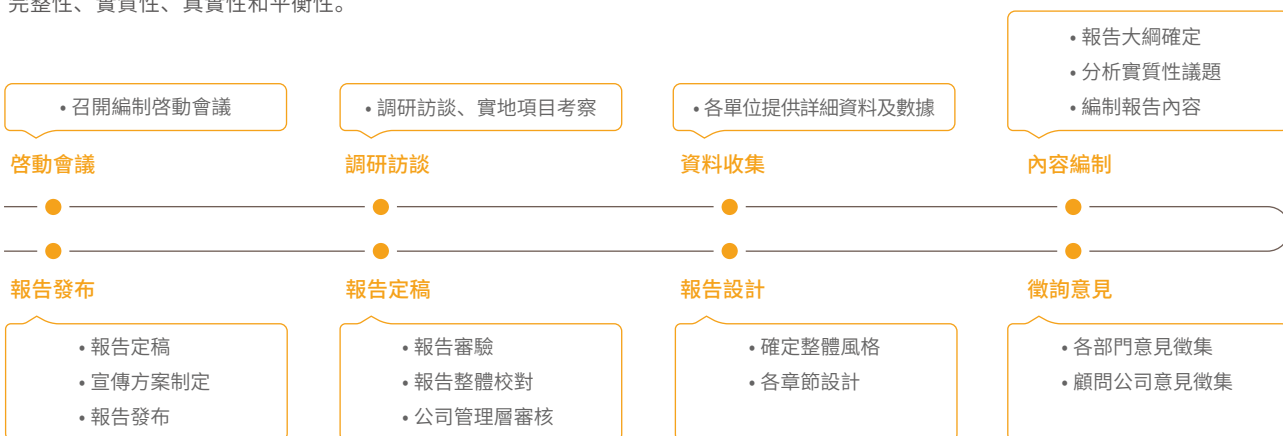 完整性、實質性、真實性和平衡性。
• 召開編制啓動會議
啓動會議
• 調研訪談、實地項目考察
調研訪談
• 各單位提供詳細資料及數據
資料收集
• 報告大綱確定
• 分析實質性議題
• 編制報告內容
內容編制
徵詢意見
• 各部門意見徵集
• 顧問公司意見徵集
報告設計
• 確定整體風格
• 各章節設計
報告定稿
• 報告審驗
• 報告整體校對
• 公司管理層審核
報告發布
• 報告定稿
• 宣傳方案制定
• 報告發布